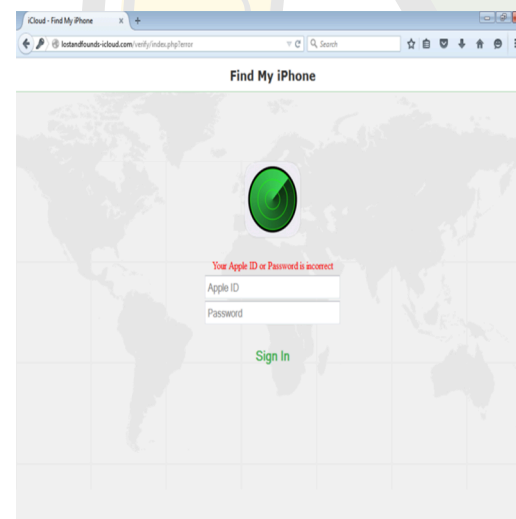 iCloud - Find My iPhone
lostandfounds-icloud.com/verify/index.php?error
Search
Find My iPhone
Your Apple ID or Password is incorrect
Apple ID
Password
Sign In